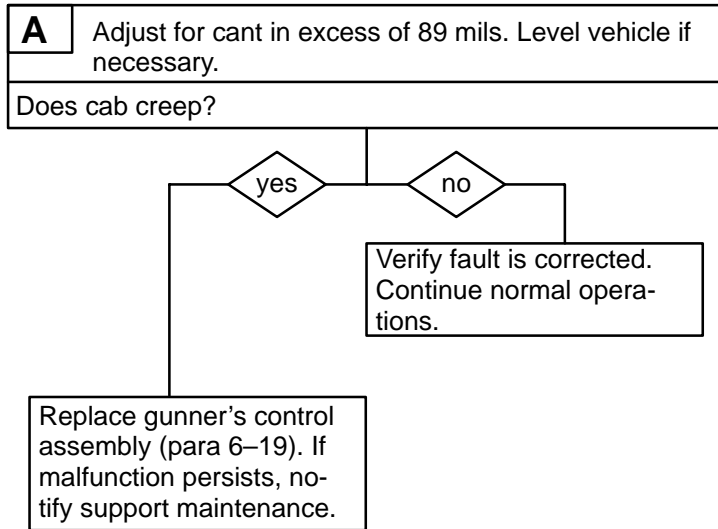 A Adjust for cant in excess of 89 mils. Level vehicle if
necessary.
Does cab creep?
yes
no
Verify fault is corrected.
Continue normal opera-
tions.
Replace gunner’s control
assembly (para 6–19). If
malfunction persists, no-
tify support maintenance.